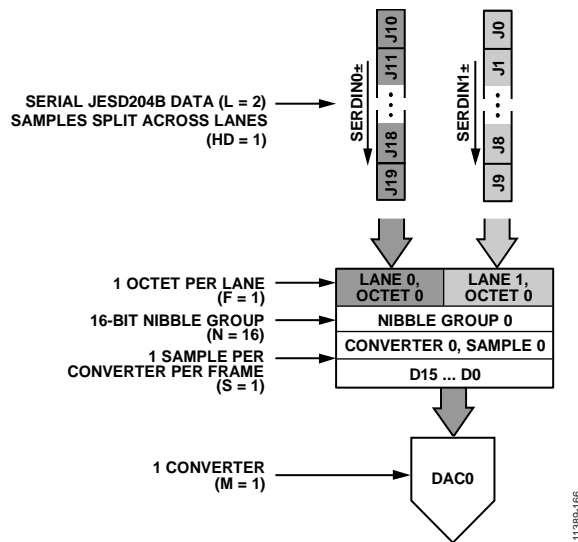 J10
J11
J18
J19
SERDIN0±
J0
J1
J8
J9
SERDIN1±
SERIAL JESD204B DATA (L = 2)
SAMPLES SPLIT ACROSS LANES
(HD = 1)
1 OCTET PER LANE
(F = 1)
LANE 0,
OCTET 0
LANE 1,
OCTET 0
16-BIT NIBBLE GROUP
(N = 16)
NIBBLE GROUP 0
1 SAMPLE PER
CONVERTER PER FRAME
(S = 1)
CONVERTER 0, SAMPLE 0
D15 ... D0
1 CONVERTER
(M = 1)
DAC0
11389-166